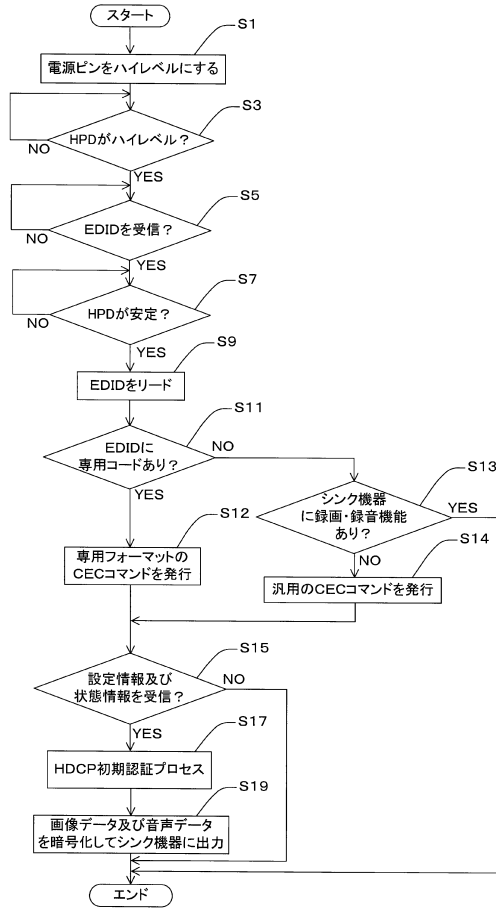 スタート
S1
電源ピンをハイレベルにする
S3
HPDがハイレベル？
NO
YES
S5
EDIDを受信？
NO
YES
S7
HPDが安定？
NO
YES
S9
EDIDをリード
S11
EDIDに
専用コードあり？
NO
YES
S13
シンク機器
に録画・録音機能
あり？
YES
NO
S12
専用フォーマットの
CECコマンドを発行
S14
汎用のCECコマンドを発行
S15
設定情報及び
状態情報を受信？
NO
YES
S17
HDCP初期認証プロセス
S19
画像データ及び音声データ
を暗号化してシンク機器に出力
エンド